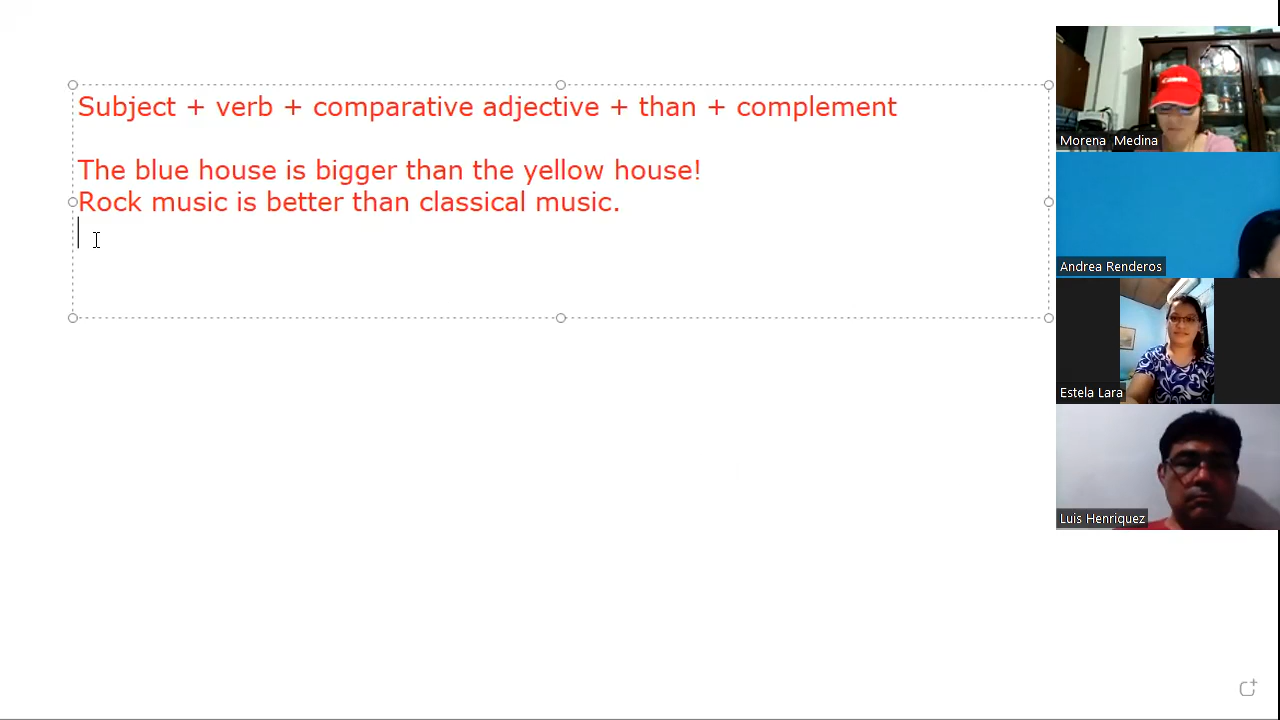 Subject + verb + comparative adjective + than + complement
The blue house is bigger than the yellow house!
Rock music is better than classical music.
Morena Medina
Andrea Renderos
Estela Lara
Luis Henriquez